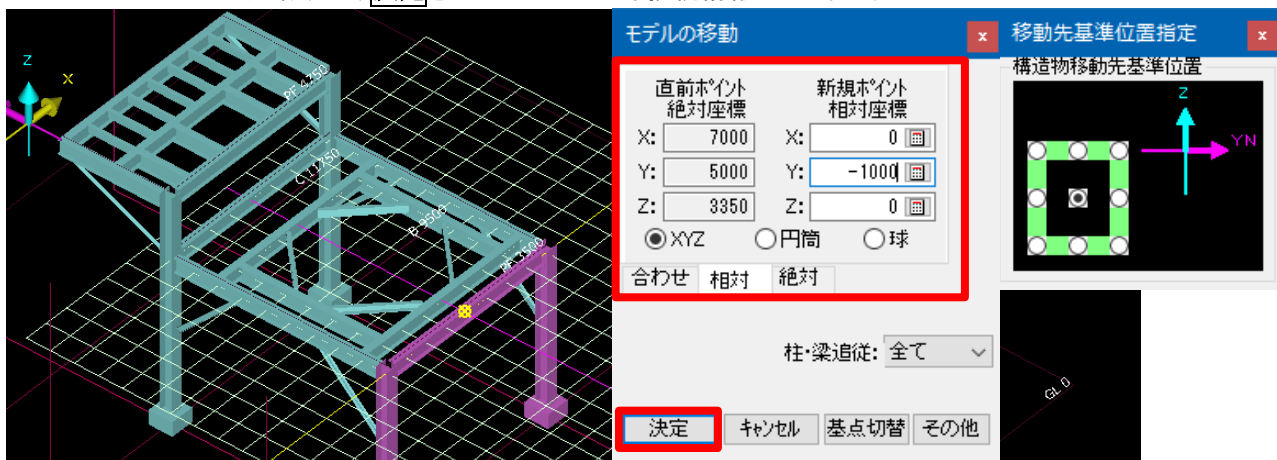 Z
X
PF 4250
C 11750
B 9500
PF 3500
モデルの移動
x
直前ポイント 新規ポイント
絶対座標 相対座標
X: 7000 X: 0
Y: 5000 Y: -1000
Z: 3350 Z: 0
XYZ 円筒 球
合わせ 相対 絶対
柱・梁追従: 全て
決定 キャンセル 基点切替 その他
移動先基準位置指定
x
構造物移動先基準位置
Z
YN
GL 0